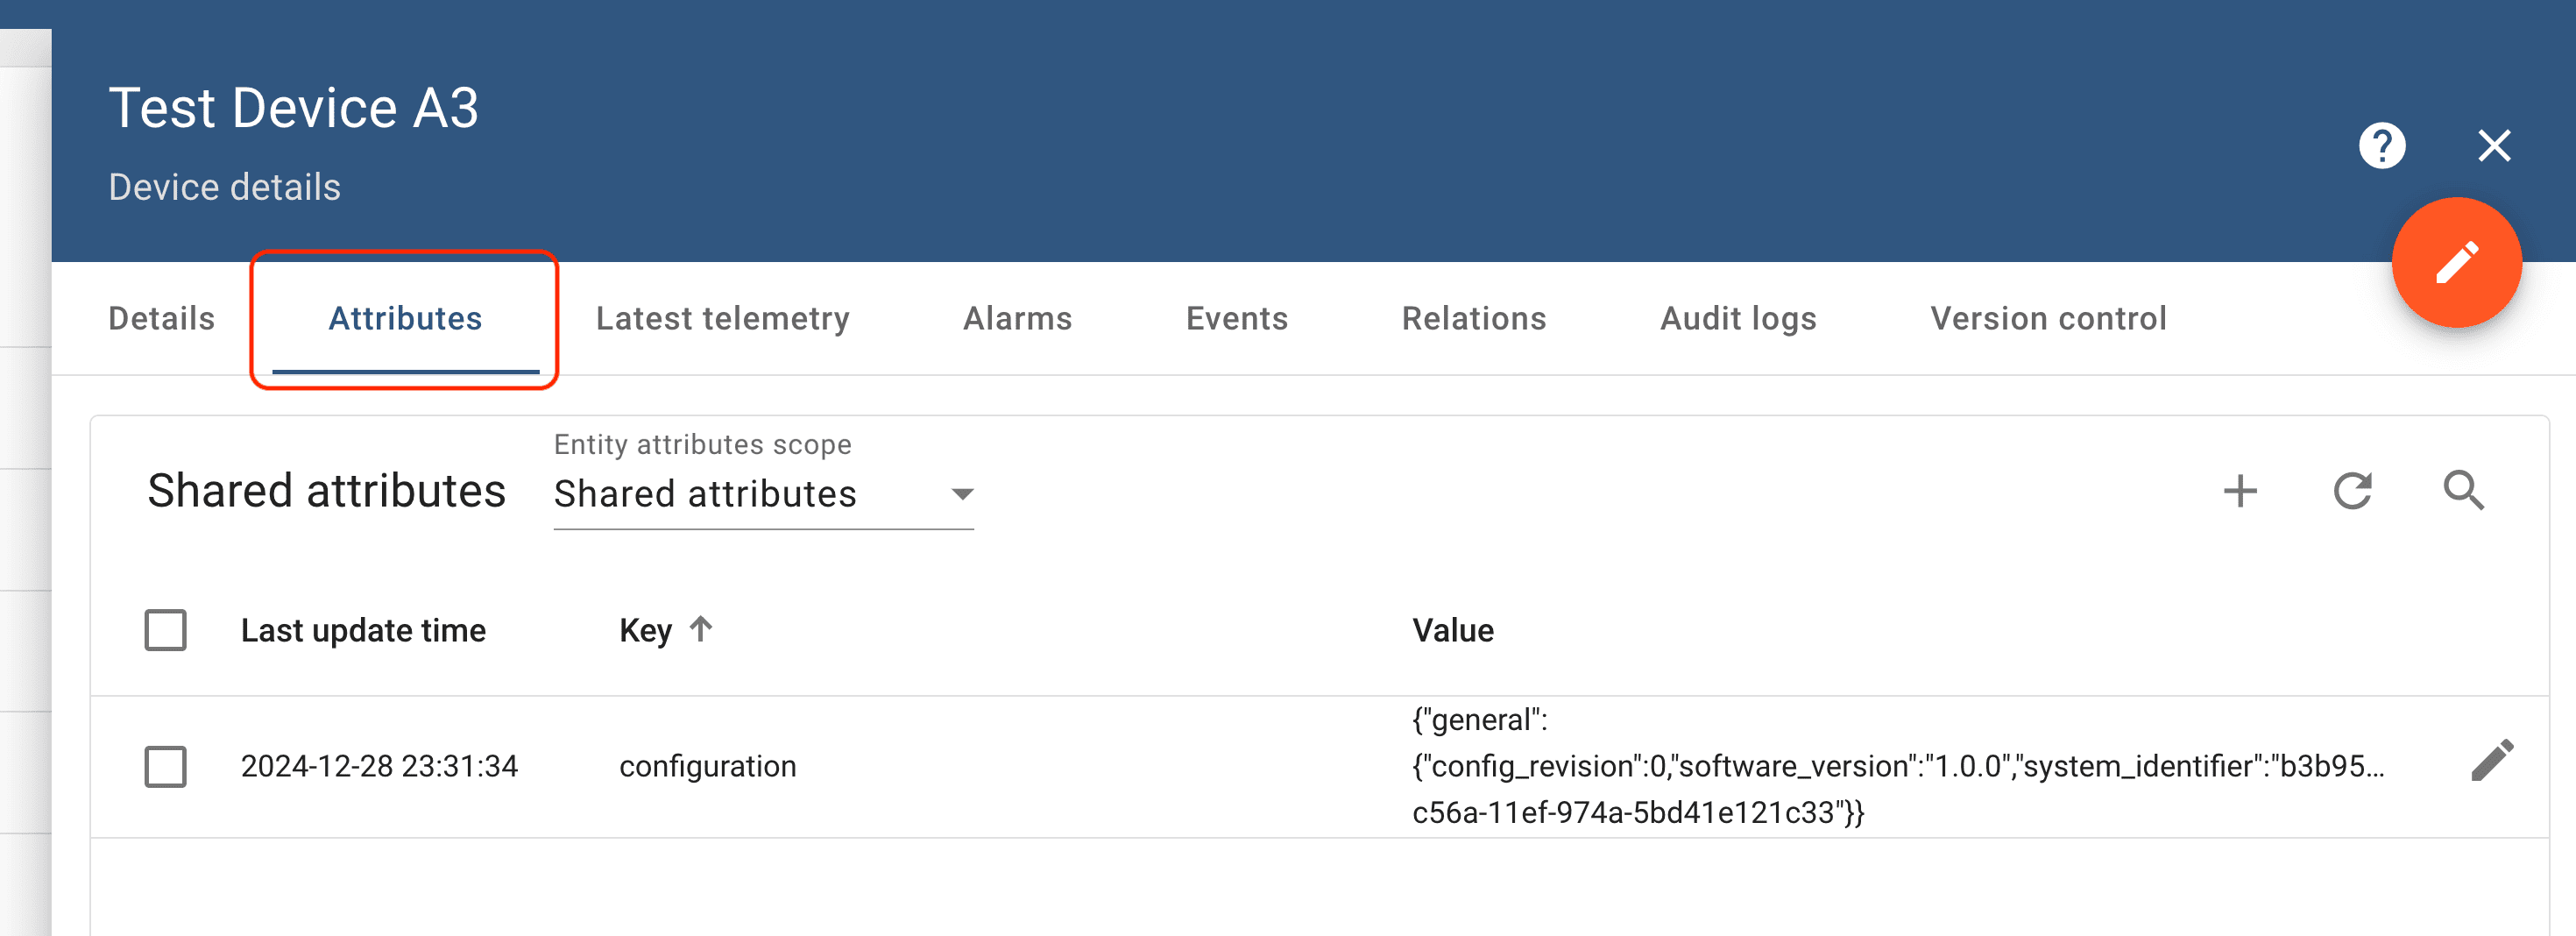 Test Device A3
Device details
Details Attributes Latest telemetry Alarms Events Relations Audit logs Version control
Entity attributes scope
Shared attributes Shared attributes
Last update time Key Value
{"general":
2024-12-28 23:31:34 configuration {"config_revision":0,"software_version":"1.0.0","system_identifier":"b3b95...
c56a-11ef-974a-5bd41e121c33"}}